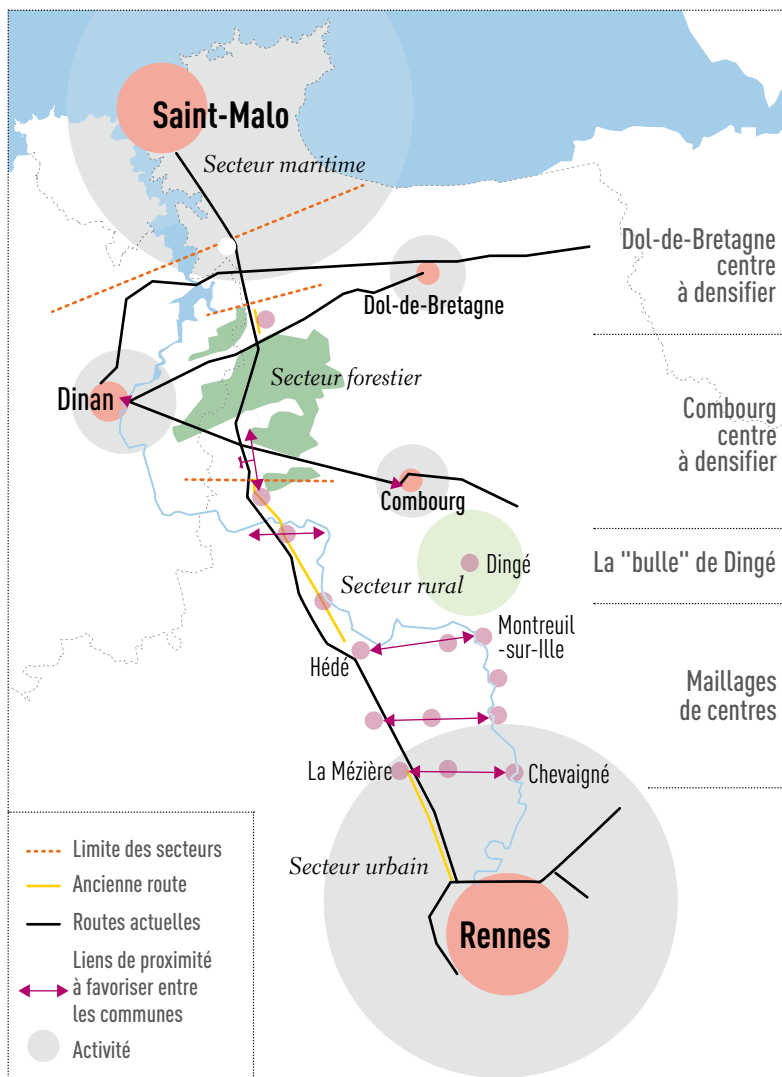 Saint-Malo
Secteur maritime
Dol-de-Bretagne
centre
à densifier
Dol-de-Bretagne
Secteur forestier
Dinan
Combourg
centre
à densifier
Combourg
Dingé
La "bulle" de Dingé
Secteur rural
Montreuil
-sur-Ille
Hédé
Maillages
de centres
La Mézière
Chevaigné
Secteur urbain
Rennes
Limite des secteurs
Ancienne route
Routes actuelles
Liens de proximité
à favoriser entre
les communes
Activité